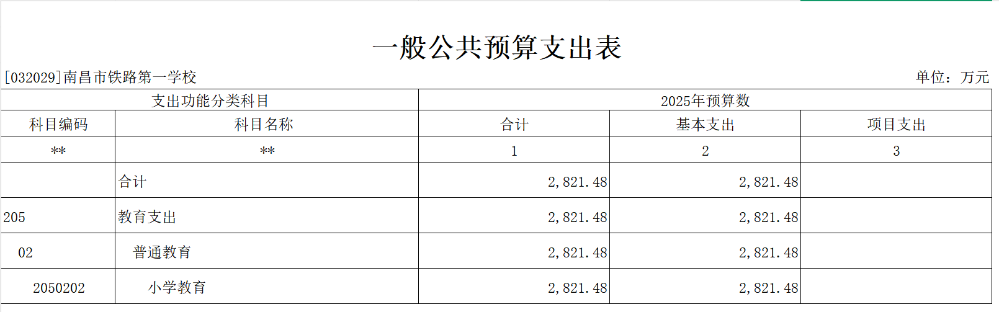 一般公共预算支出表
[032029]南昌市铁路第一学校 单位：万元
支出功能分类科目 2025年预算数
科目编码 科目名称 合计 基本支出 项目支出
** ** 1 2 3
合计 2,821.48 2,821.48
205 教育支出 2,821.48 2,821.48
02 普通教育 2,821.48 2,821.48
2050202 小学教育 2,821.48 2,821.48